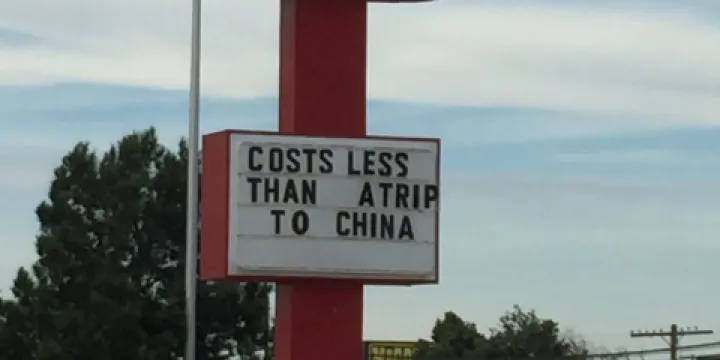 COSTS LESS
THAN ATRIP
TO CHINA